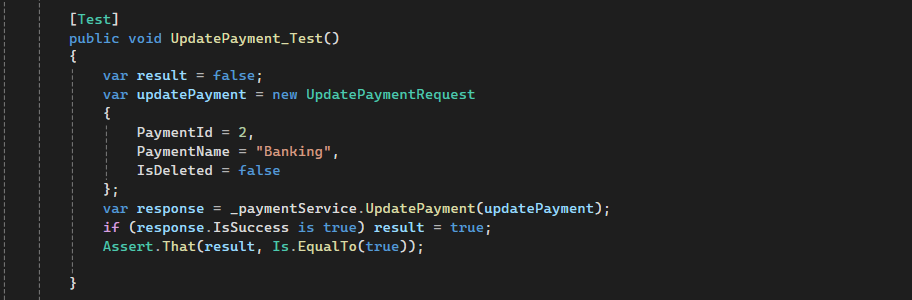 [Test]
public void UpdatePayment_Test()
{
var result = false;
var updatePayment = new UpdatePaymentRequest
{
PaymentId = 2,
PaymentName = "Banking",
IsDeleted = false
};
var response = _paymentService.UpdatePayment(updatePayment);
if (response.IsSuccess is true) result = true;
Assert.That(result, Is.EqualTo(true));
}